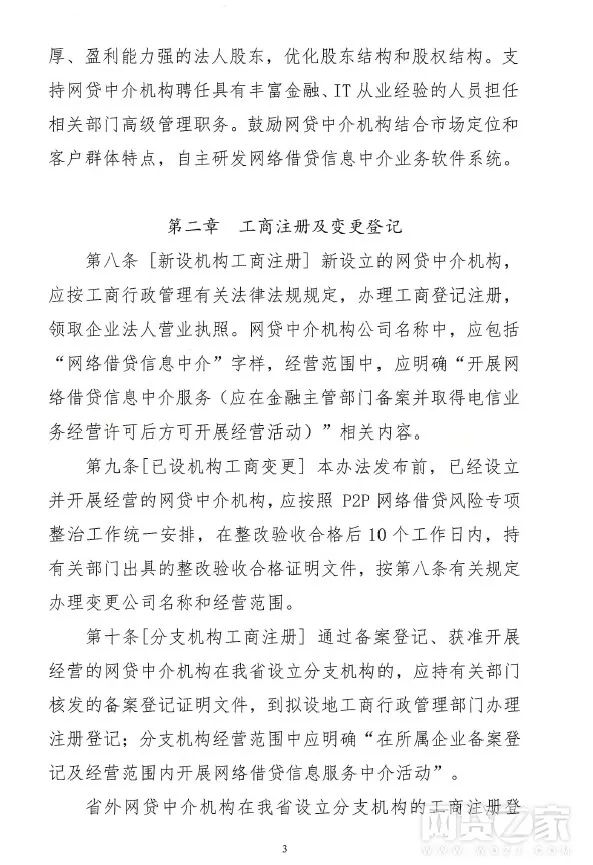 厚、盈利能力强的法人股东，优化股东结构和股权结构。支
持网贷中介机构聘任具有丰富金融、IT 从业经验的人员担任
相关部门高级管理职务。鼓励网贷中介机构结合市场定位和
客户群体特点，自主研发网络借贷信息中介业务软件系统。
第二章 工商注册及变更登记
第八条 [新设机构工商注册] 新设立的网贷中介机构，
应按工商行政管理有关法律法规规定，办理工商登记注册，
领取企业法人营业执照。网贷中介机构公司名称中，应包括
“网络借贷信息中介”字样，经营范围中，应明确“开展网
络借贷信息中介服务（应在金融主管部门备案并取得电信业
务经营许可后方可开展经营活动）”相关内容。
第九条[已设机构工商变更] 本办法发布前，已经设立
并开展经营的网贷中介机构，应按照 P2P 网络借贷风险专项
整治工作统一安排，在整改验收合格后 10 个工作日内，持
有关部门出具的整改验收合格证明文件，按第八条有关规定
办理变更公司名称和经营范围。
第十条[分支机构工商注册] 通过备案登记、获准开展
经营的网贷中介机构在我省设立分支机构的，应持有关部门
核发的备案登记证明文件，到拟设地工商行政管理部门办理
注册登记；分支机构经营范围中应明确“在所属企业备案登
记及经营范围内开展网络借贷信息服务中介活动”。
省外网贷中介机构在我省设立分支机构的工商注册登
3
网贷之家
WWW.WDZJ.COM